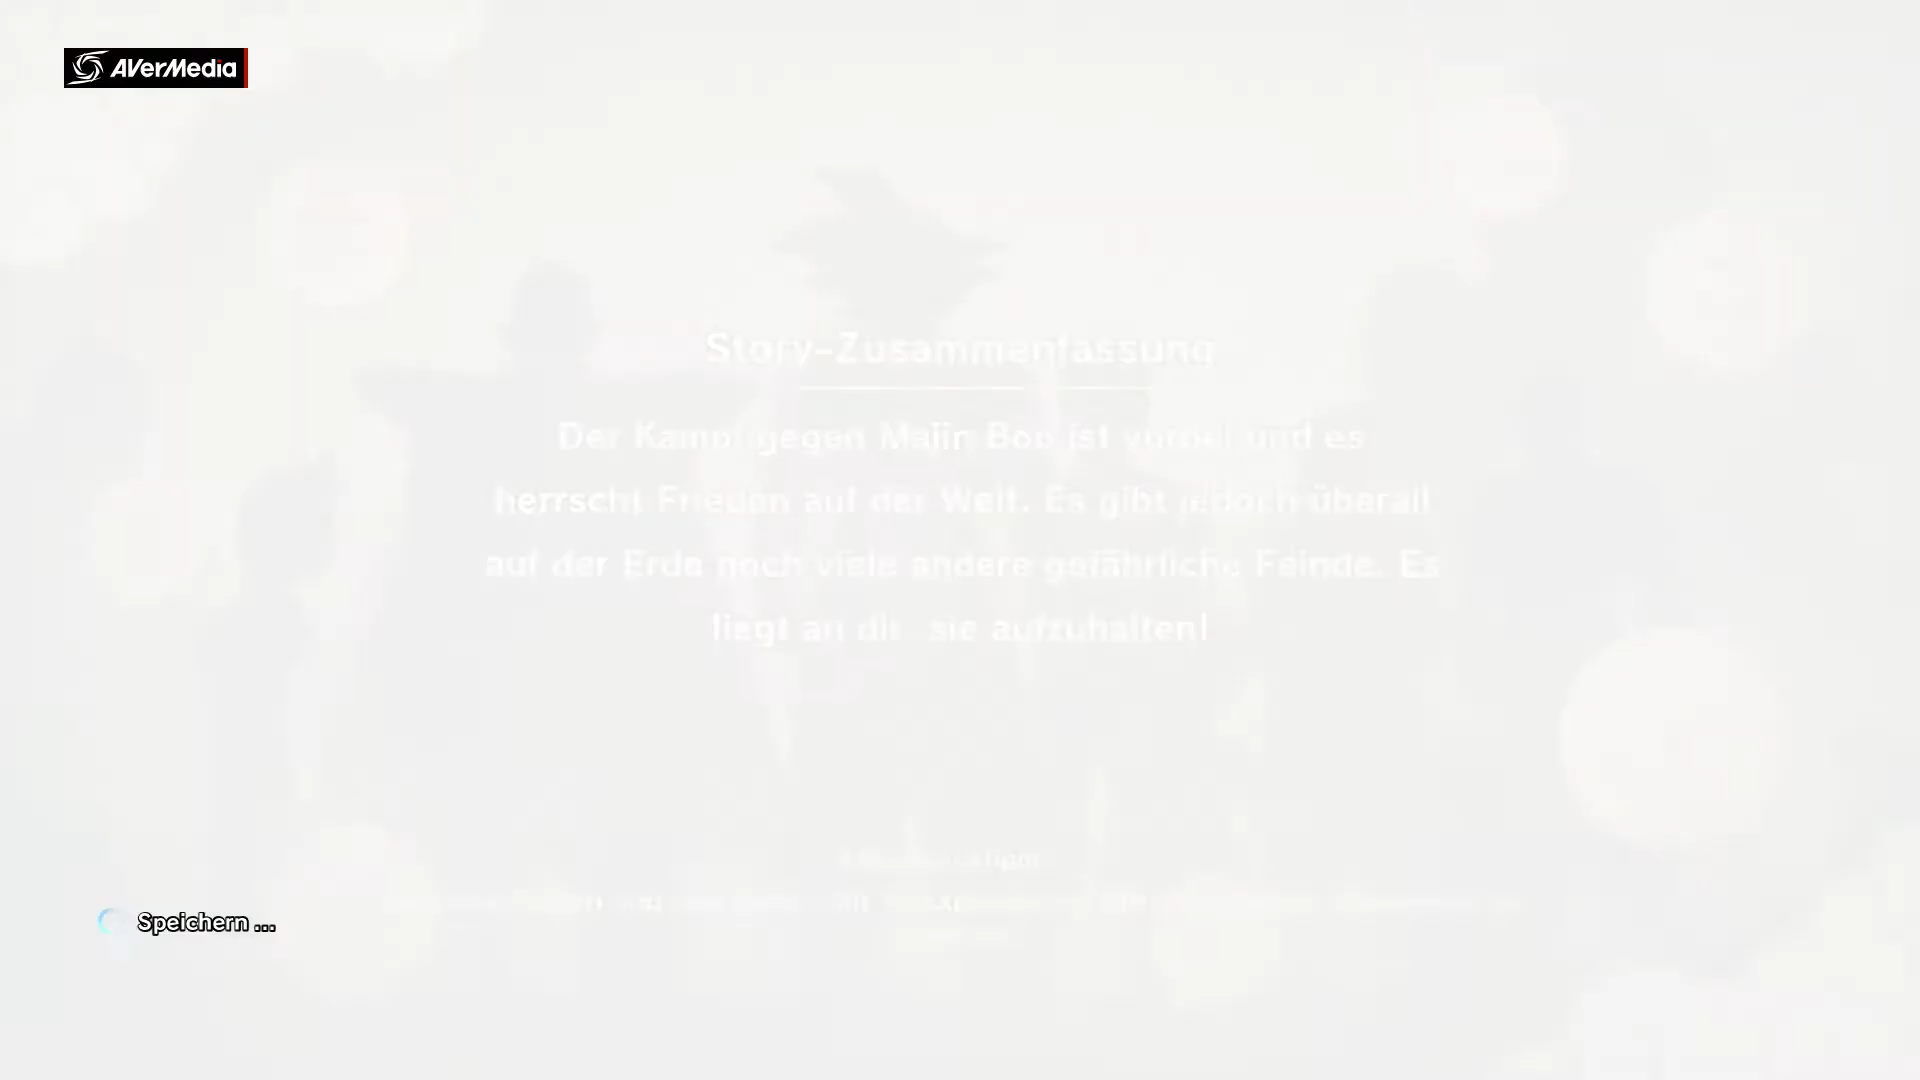 AVerMedia
Story-Zusammenfassung
Der Kampf gegen Majin Boo ist vorbei und es
herrscht Frieden auf der Welt. Es gibt jedoch überall
auf der Erde noch viele andere gefährliche Feinde. Es
liegt an dir, sie aufzuhalten!
Speichern ...